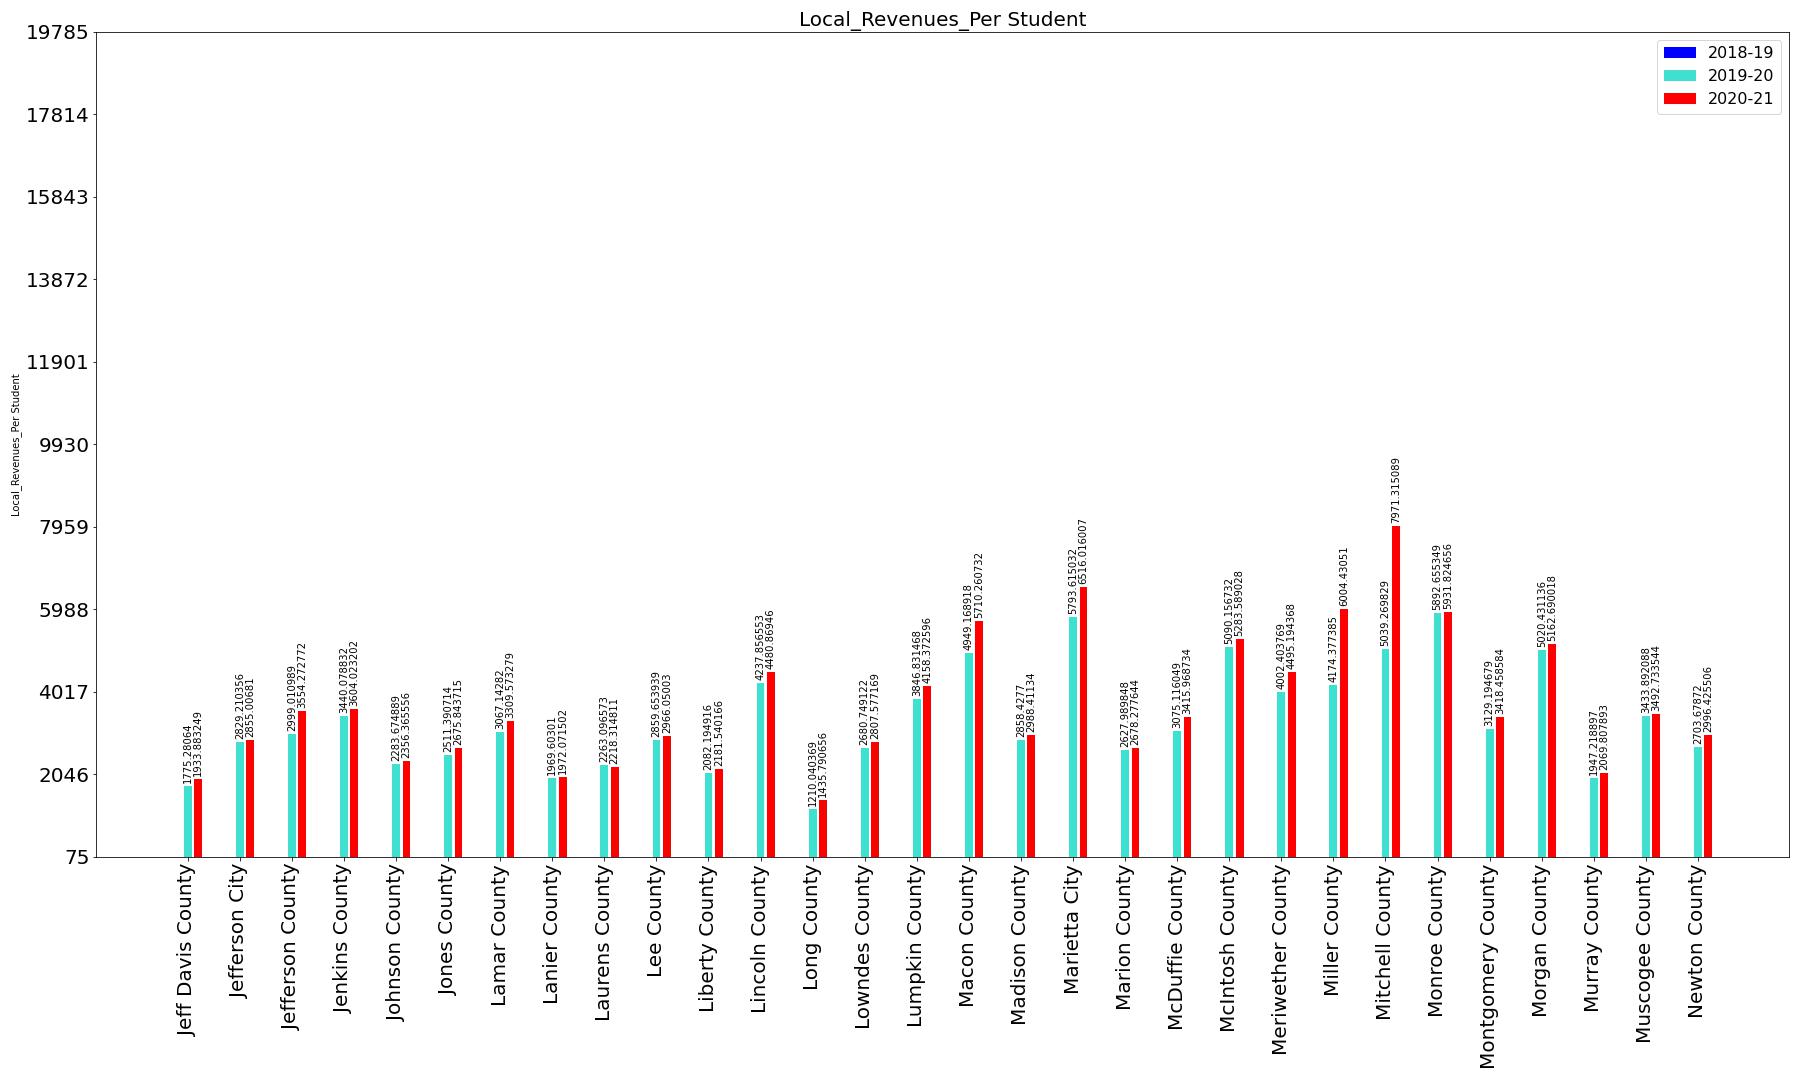 Local_Revenues_Per Student
19785
17814
15843
13872
11901
9930
7959
5988
4017
2046
75
Local_Revenues_Per Student
2018-19
2019-20
2020-21
1775.28064
1933.883249
2829.210356
2855.00681
2999.010989
3554.272772
3440.078832
3604.023202
2283.674889
2356.365556
2511.390714
2675.843715
3067.14282
3309.573279
1969.60301
1972.071502
2263.096573
2218.314811
2859.653939
2966.05003
2082.194916
2181.540166
4237.856553
4480.86946
1210.040369
1435.790656
2680.749122
2807.577169
3846.831468
4158.372596
4949.168918
5710.260732
2858.4277
2988.41134
5793.615032
6516.016007
2627.989848
2678.277644
3075.116049
3415.968734
5090.156732
5283.589028
4002.403769
4495.194368
4174.377385
6004.43051
5039.269829
7971.315089
5892.655349
5931.824656
3129.194679
3418.458584
5020.431136
5162.690018
1947.218897
2069.807893
3433.892088
3492.733544
2703.67872
2996.425506
Jeff Davis County
Jefferson City
Jefferson County
Jenkins County
Johnson County
Jones County
Lamar County
Lanier County
Laurens County
Lee County
Liberty County
Lincoln County
Long County
Lowndes County
Lumpkin County
Macon County
Madison County
Marietta City
Marion County
McDuffie County
McIntosh County
Meriwether County
Miller County
Mitchell County
Monroe County
Montgomery County
Morgan County
Murray County
Muscogee County
Newton County